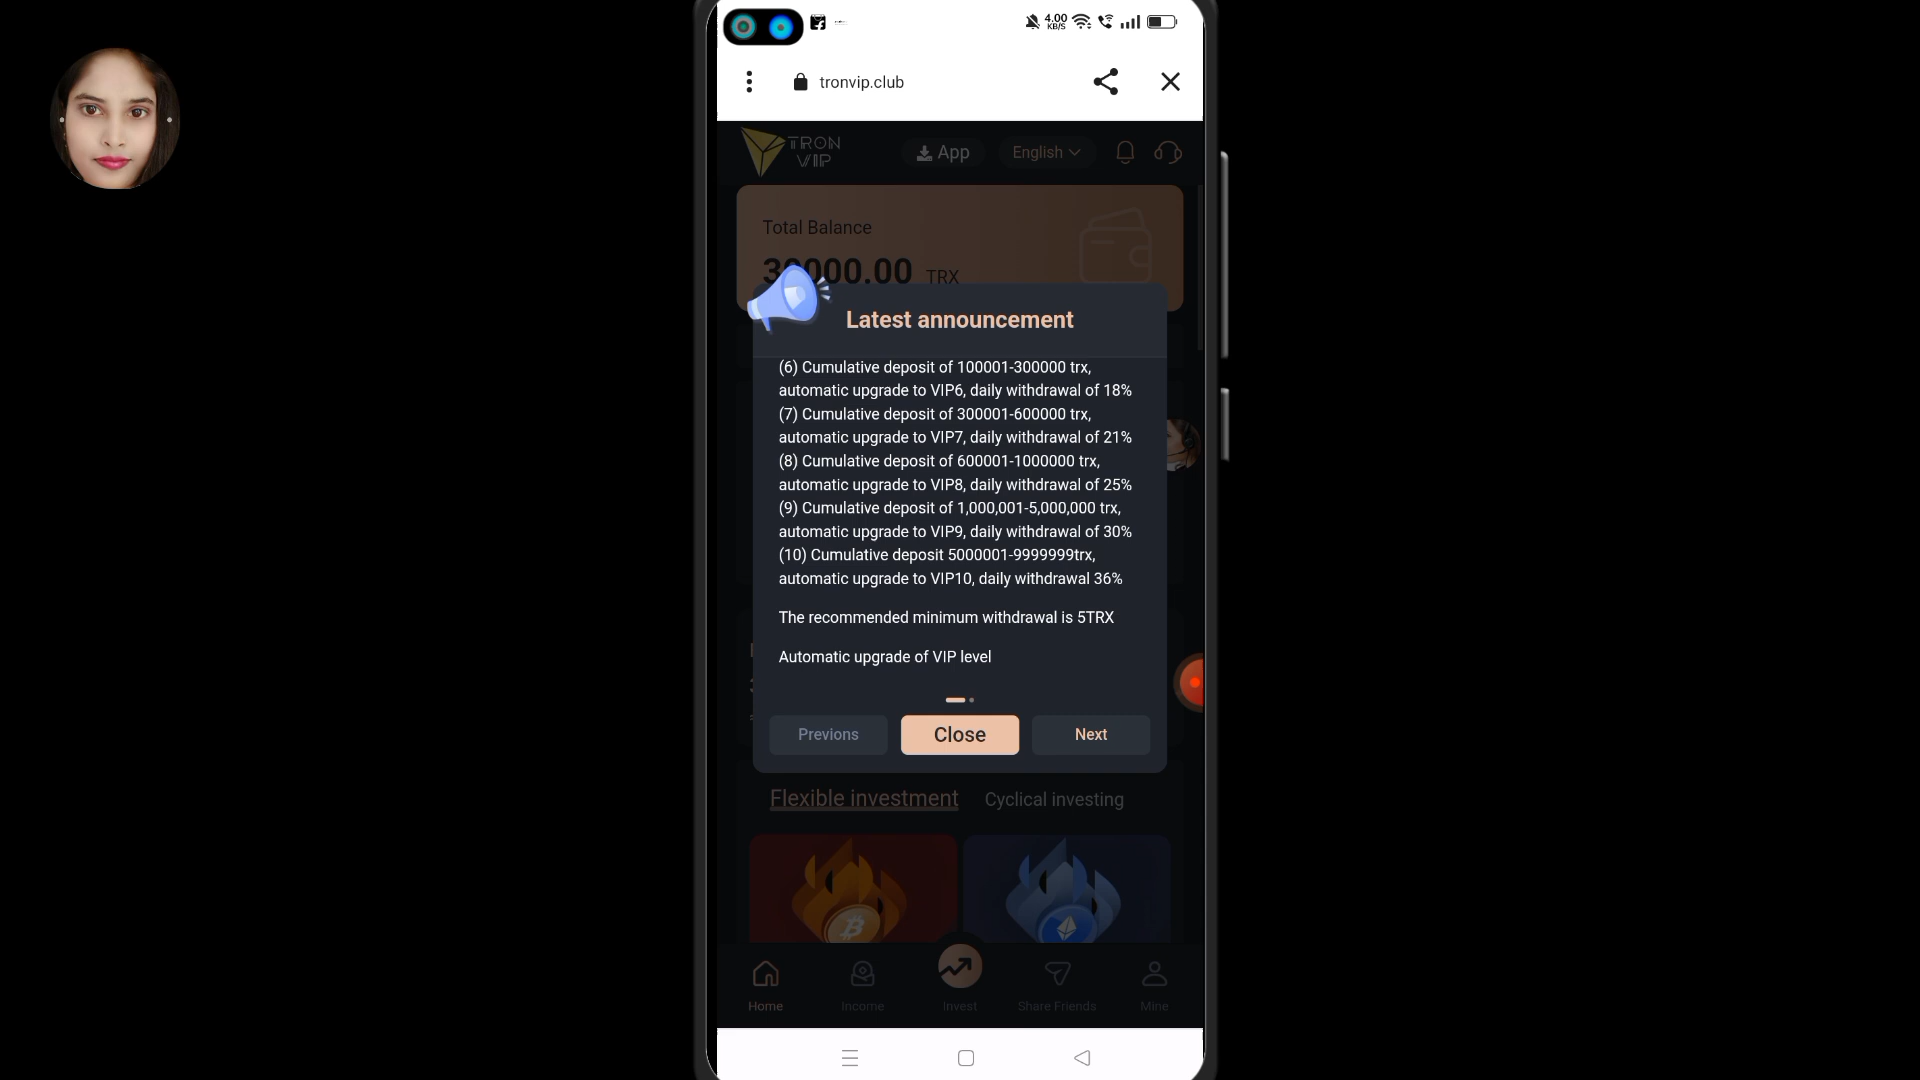 4.00
KB/S
tronvip.club
TRON
VIP
App
English
Total Balance
TRX
Latest announcement
(6) Cumulative deposit of 100001-300000 trx,
automatic upgrade to VIP6, daily withdrawal of 18%
(7) Cumulative deposit of 300001-600000 trx,
automatic upgrade to VIP7, daily withdrawal of 21%
(8) Cumulative deposit of 600001-1000000 trx,
automatic upgrade to VIP8, daily withdrawal of 25%
(9) Cumulative deposit of 1,000,001-5,000,000 trx,
automatic upgrade to VIP9, daily withdrawal of 30%
(10) Cumulative deposit 5000001-9999999trx,
automatic upgrade to VIP10, daily withdrawal 36%
The recommended minimum withdrawal is 5TRX
Automatic upgrade of VIP level
Previons Close Next
Flexible investment Cyclical investing
Home Income Invest Share Friends Mine